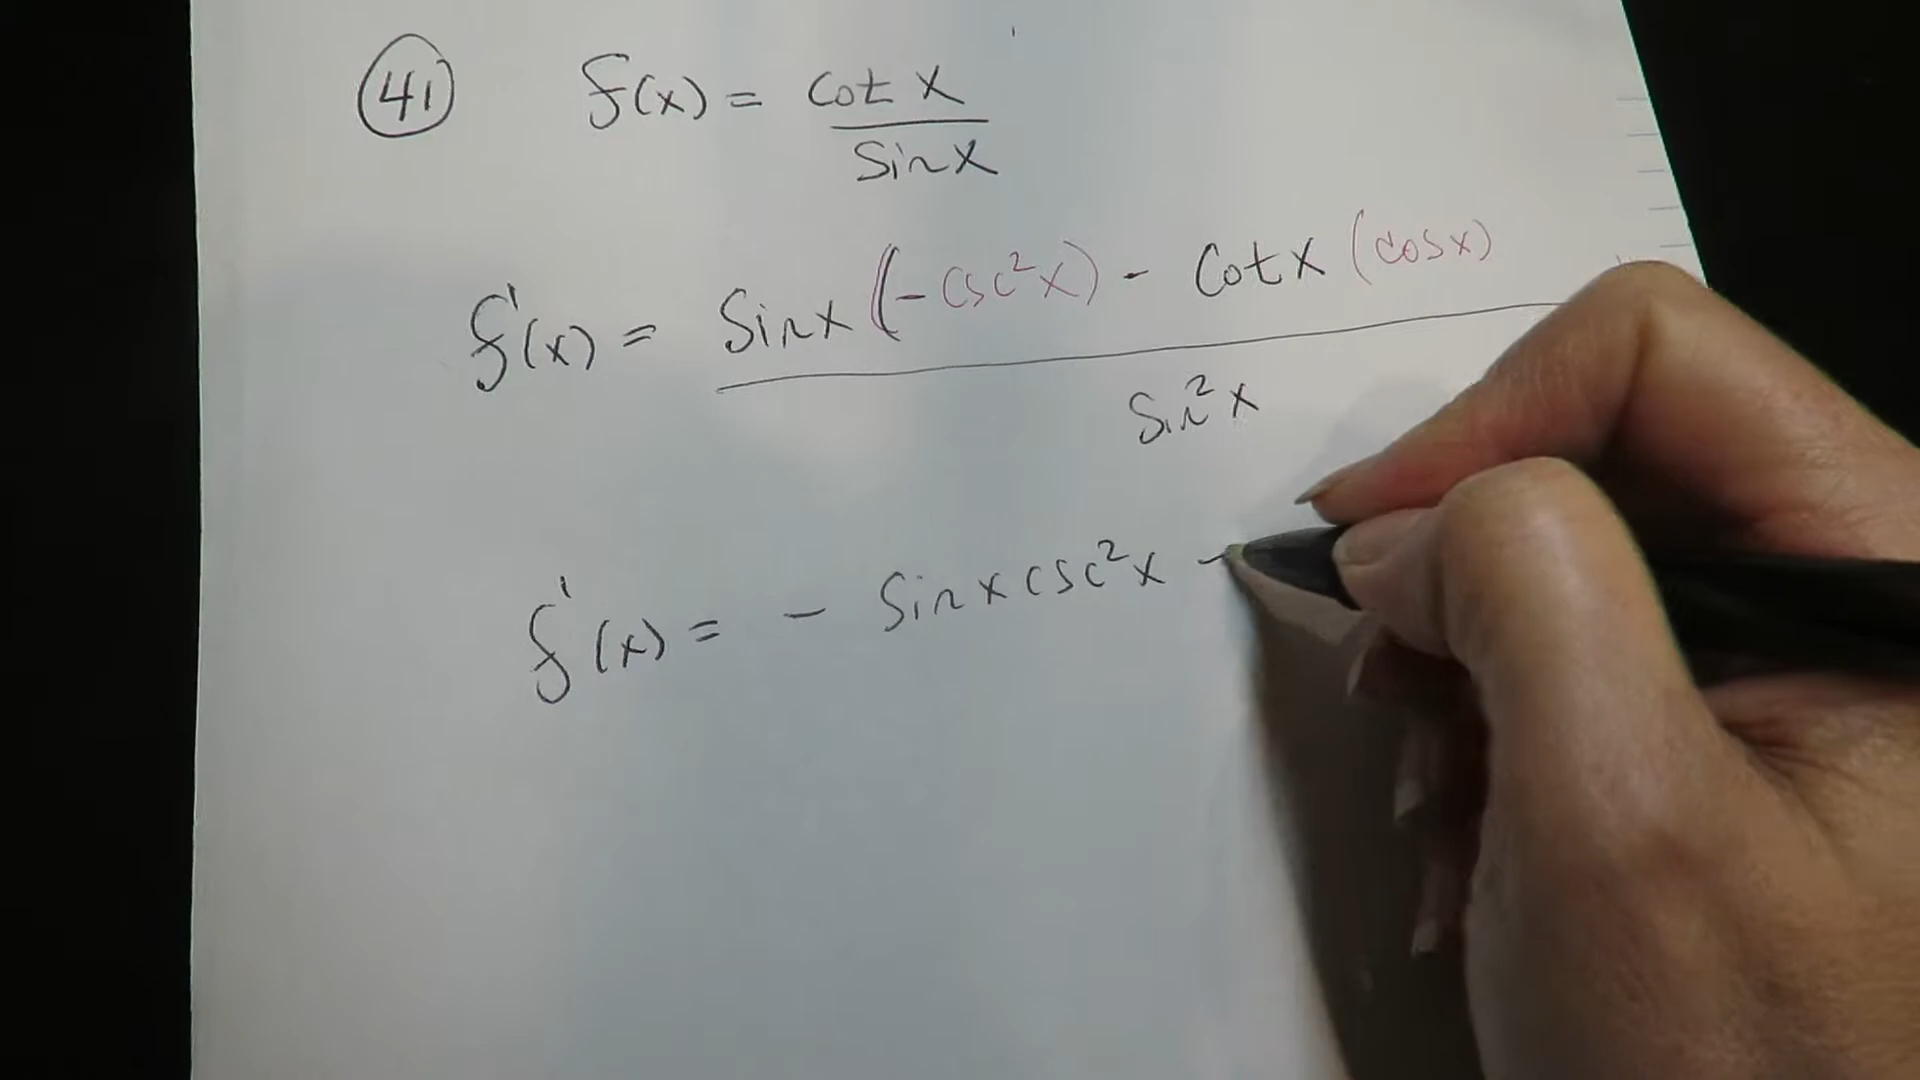 41 f(x) = cot x
sin x
f'(x) = sin x (-csc²x) - cot x (cos x)
sin²x
f'(x) = - sin x csc²x -